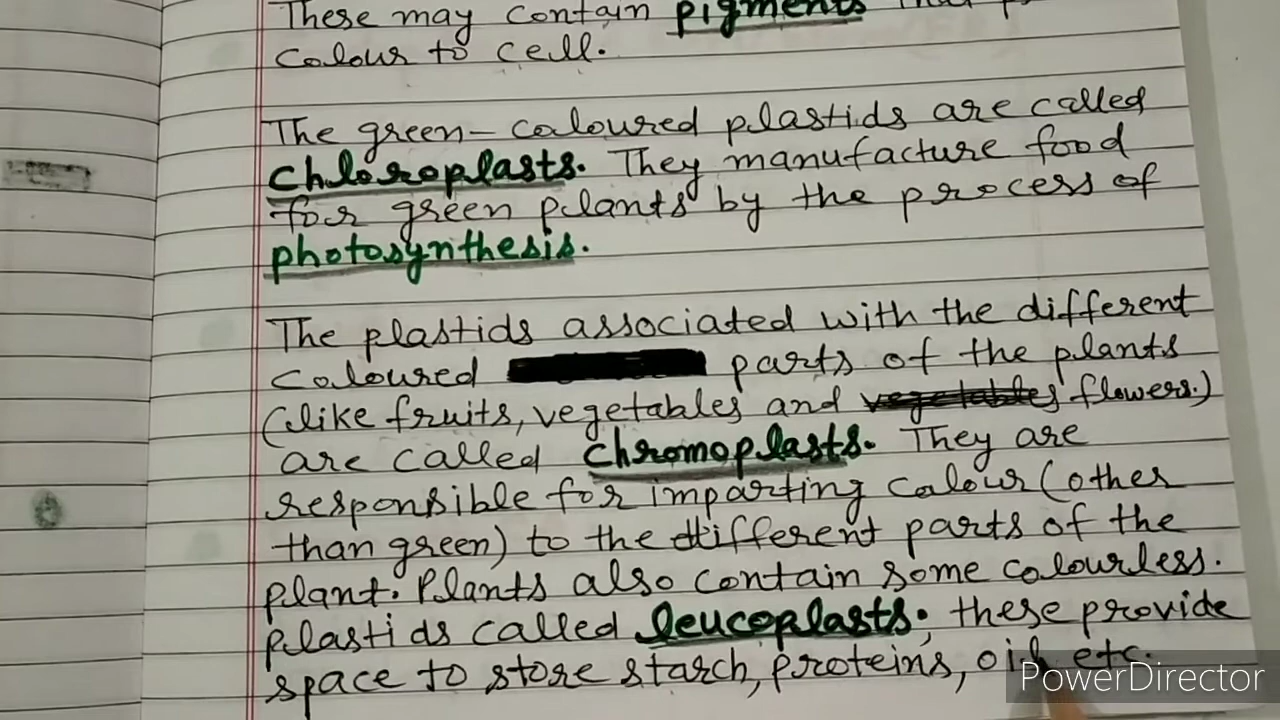 These may contain pigments
colour to cell.
The green-coloured plastids are called
Chloroplasts. They manufacture food
for green plants by the process of
photosynthesis.
The plastids associated with the different
coloured parts of the plants
(like fruits, vegetables and vegetables flowers.)
are called Chromoplasts. They are
responsible for imparting colour (other
than green) to the different parts of the
plant. Plants also contain some colourless.
plastids called leucoplasts; these provide
space to store starch, proteins, oils etc.
PowerDirector